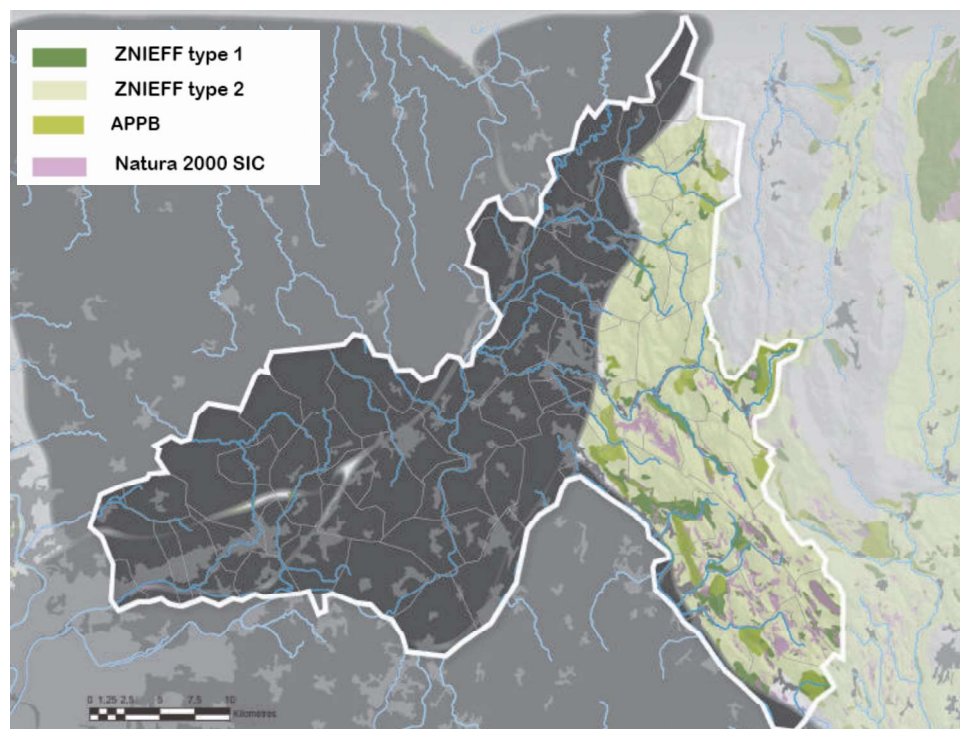 ZNIEFF type 1
ZNIEFF type 2
APPB
Natura 2000 SIC
0 1.25 2.5 5 7.5 10
Kilomètres